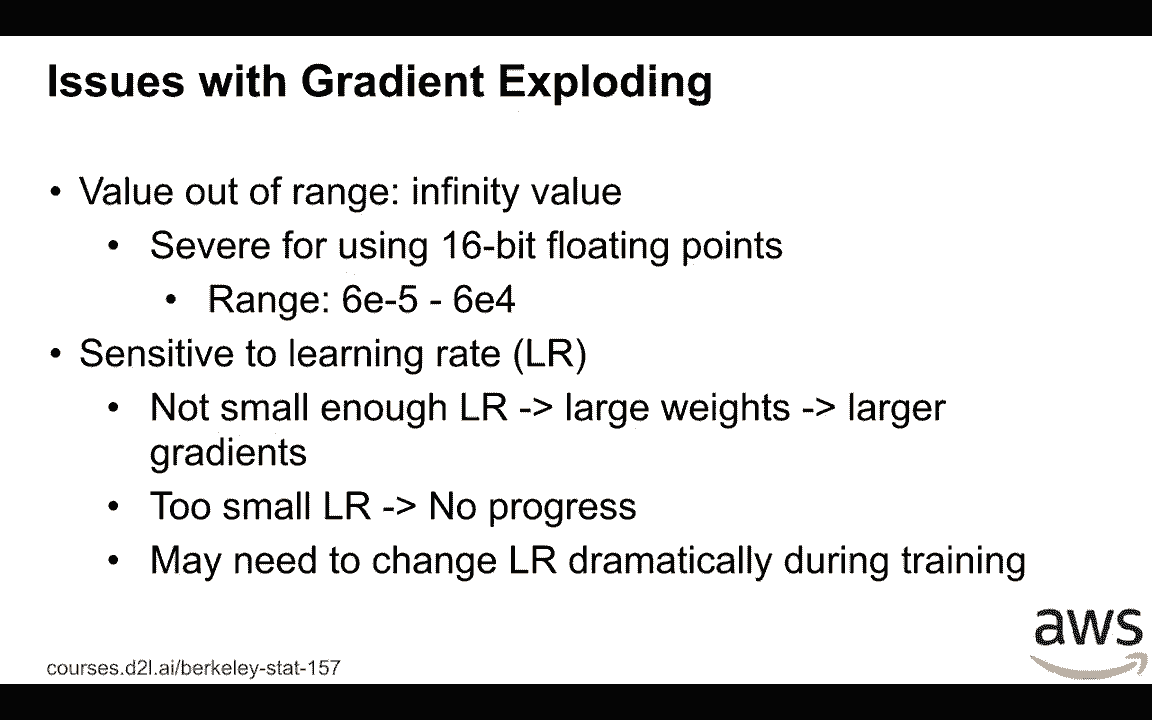 Issues with Gradient Exploding
• Value out of range: infinity value
• Severe for using 16-bit floating points
• Range: 6e-5 - 6e4
• Sensitive to learning rate (LR)
• Not small enough LR -> large weights -> larger
gradients
• Too small LR -> No progress
• May need to change LR dramatically during training
aws
courses.d2l.ai/berkeley-stat-157